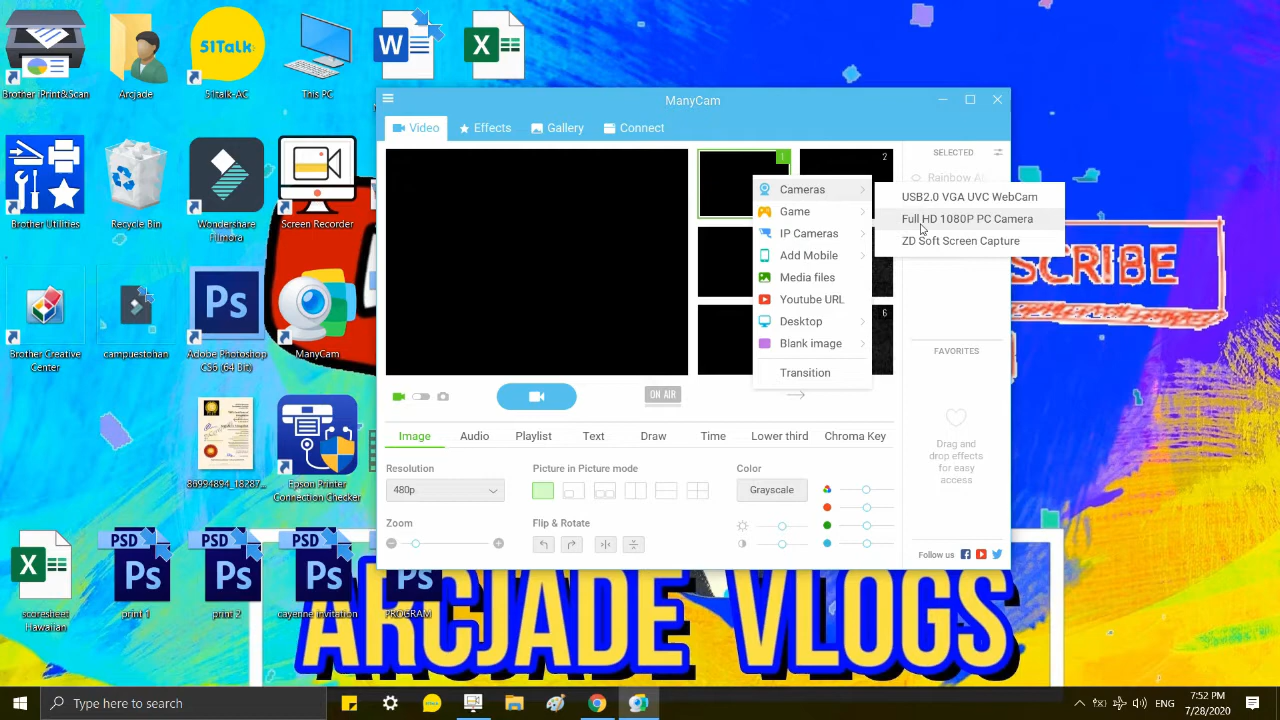 Brother Print&Scan
Arcjade
51Talk
51Talk-AC
This PC
ManyCam
Video
Effects
Gallery
Connect
1
2
SELECTED
Cameras
USB2.0 VGA UVC WebCam
Game
Full HD 1080P PC Camera
IP Cameras
ZD Soft Screen Capture
Add Mobile
Media files
Youtube URL
6
Desktop
Blank image
Transition
FAVORITES
Drag and
drop effects
for easy
access
ON AIR
Image
Audio
Playlist
Text
Draw
Time
Lower third
Chroma Key
Resolution
Picture in Picture mode
Color
480p
Grayscale
Zoom
Flip & Rotate
Follow us
Brother Utilities
Recycle Bin
Wondershare
Filmora
Screen Recorder
Brother Creative
Center
campuestohan
Adobe Photoshop
CS6 (64 Bit)
ManyCam
86994894_18287...
Epson Printer
Connection Checker
scoresheet
Hawaiian
PSD
print 1
PSD
print 2
PSD
cayenne invitation
PROGRAM
SCRIBE
ARCJADE VLOGS
Type here to search
ENG
7:52 PM
7/28/2020